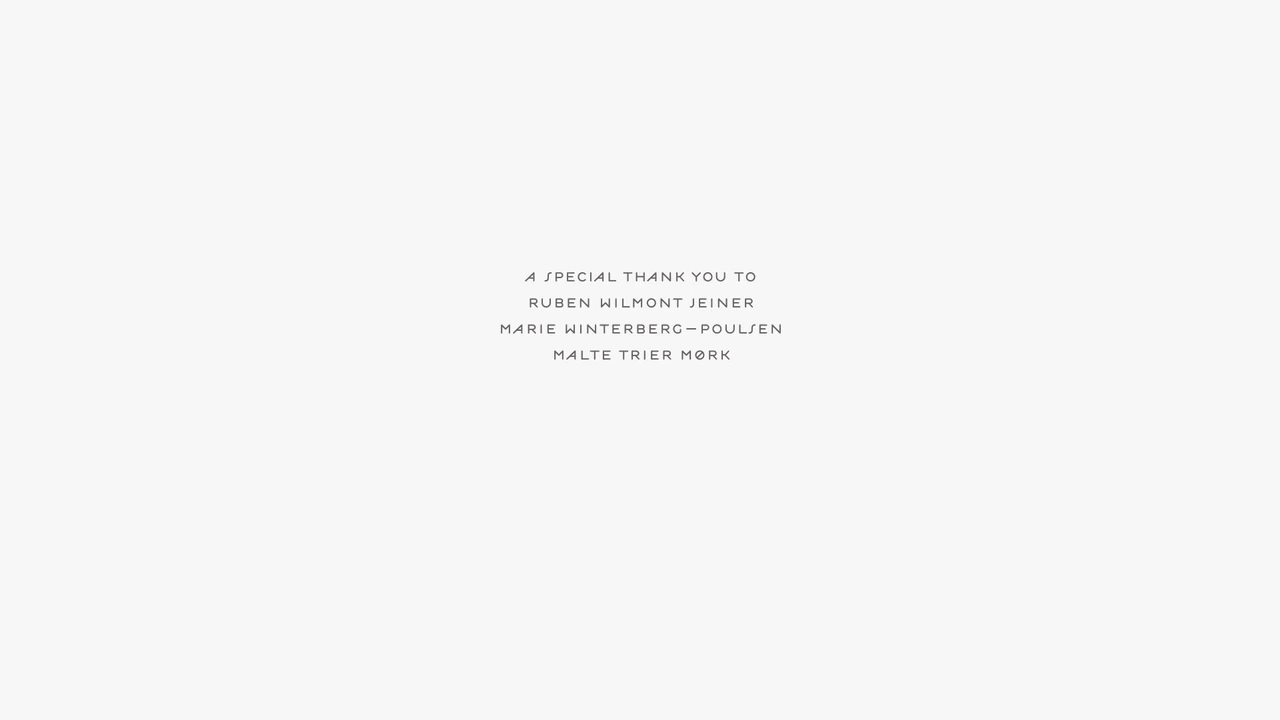 A SPECIAL THANK YOU TO
RUBEN WILMONT JEINER
MARIE WINTERBERG-POULSEN
MALTE TRIER MØRK